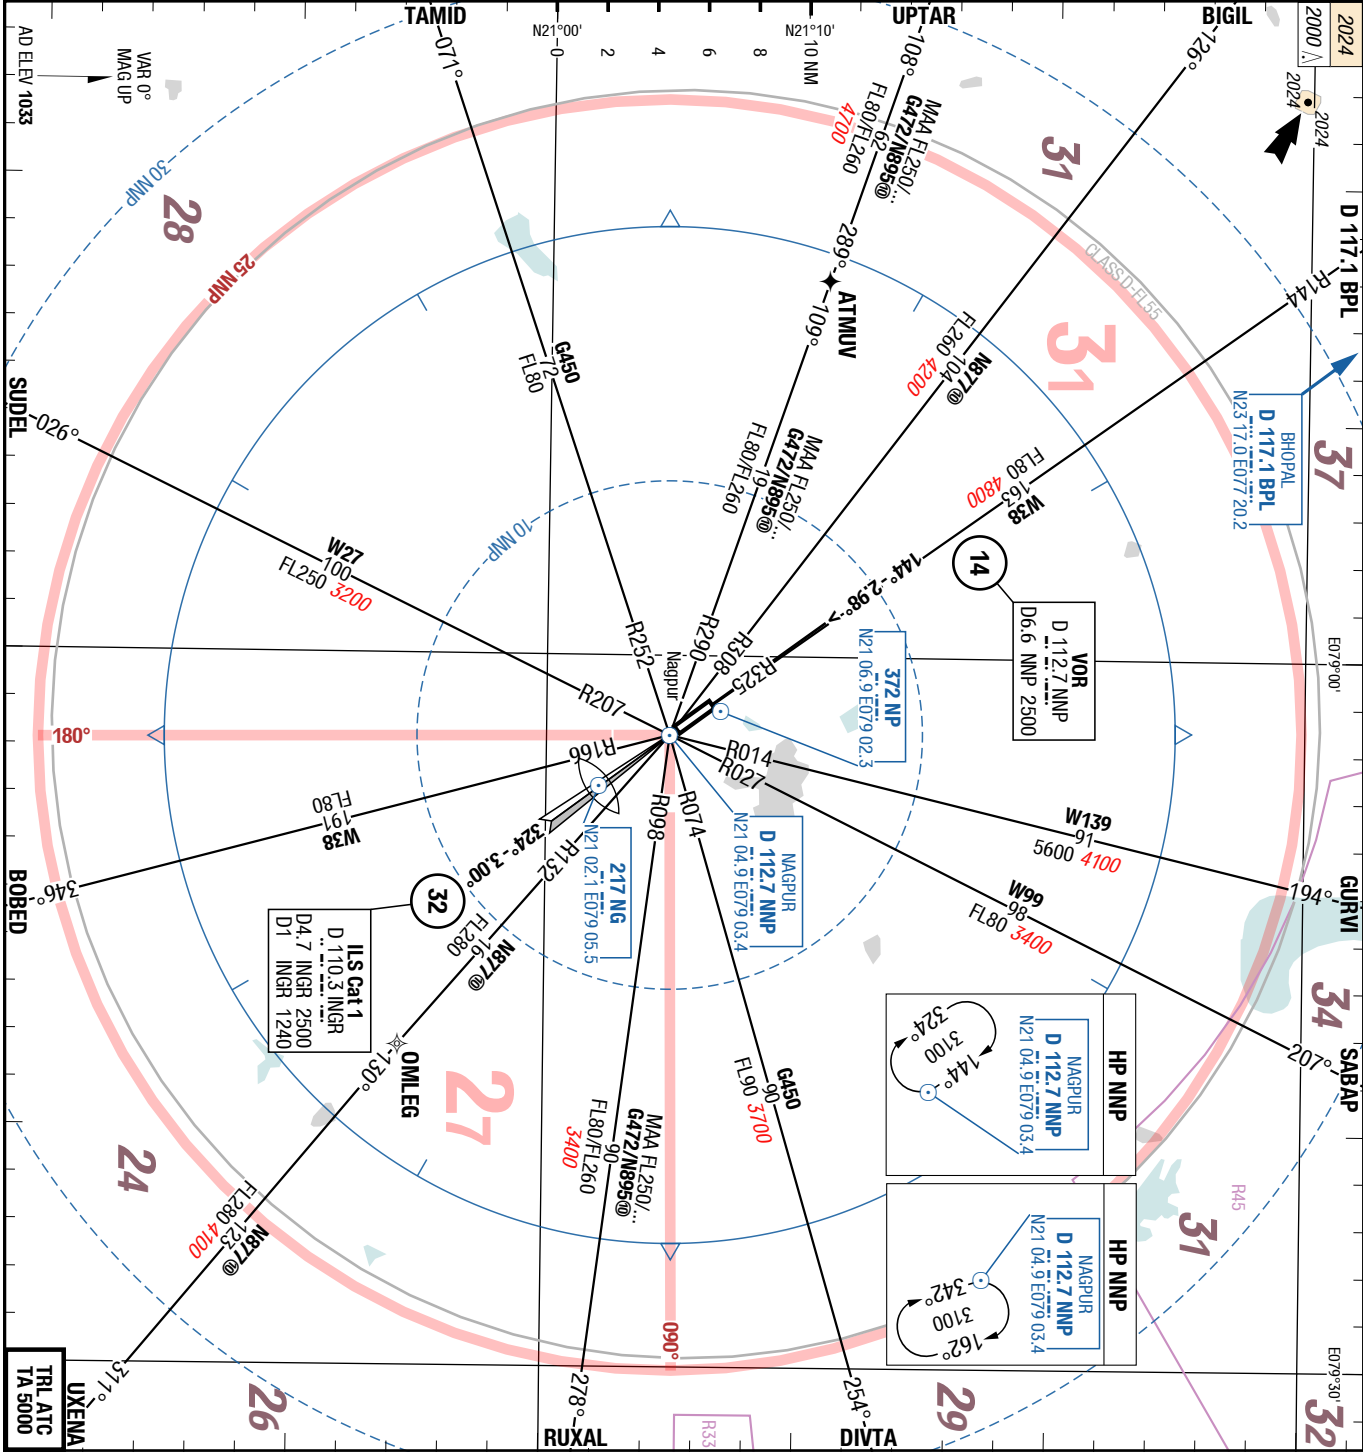 TAMID
UPTAR
BIGIL
2024
2000
2024
2024
D 117.1 BPL
R144
N21°00'
N21°10'
0 2 4 6 8 10 NM
VAR 0°
MAG UP
AD ELEV 1033
071°
108°
126°
MAA FL250/...
G472/N895⑩
62
FL80/FL260
4700
289°
ATMUV
109°
30 NNP
28
25 NNP
31
CLASS D-FL55
31
37
BHOPAL
D 117.1 BPL
N23 17.0 E077 20.2
N877⑩
104
FL260 4200
W38
163
FL80 4800
G450
72
FL80
MAA FL250/...
G472/N895⑩
19
FL80/FL260
SUDEL
026°
W27
100
FL250 3200
10 NNP
144° - 2.98°
14
VOR
D 112.7 NNP
D6.6 NNP 2500
E079°00'
372 NP
N21 06.9 E079 02.3
R252
R290
R308
R325
Nagpur
R207
R166
R014
R027
R074
R098
R132
180°
W38
191
FL80
346°
BOBED
324° - 3.00°
32
217 NG
N21 02.1 E079 05.5
NAGPUR
D 112.7 NNP
N21 04.9 E079 03.4
W139
91
5600 4100
194°
GURVI
W99
98
FL80 3400
207°
SABAP
34
ILS Cat 1
D 110.3 INGR
D4.7 INGR 2500
D1 INGR 1240
N877⑩
16
FL280
OMLEG
130°
27
24
N877⑩
123
FL280 4100
311°
UXENA
G450
90
FL90 3700
MAA FL250/...
G472/N895⑩
90
FL80/FL260
3400
HP NNP
NAGPUR
D 112.7 NNP
N21 04.9 E079 03.4
324°
3100
144°
HP NNP
NAGPUR
D 112.7 NNP
N21 04.9 E079 03.4
342°
3100
162°
R45
31
090°
R33
278°
RUXAL
254°
DIVTA
29
26
E079°30'
32
TRL ATC
TA 5000